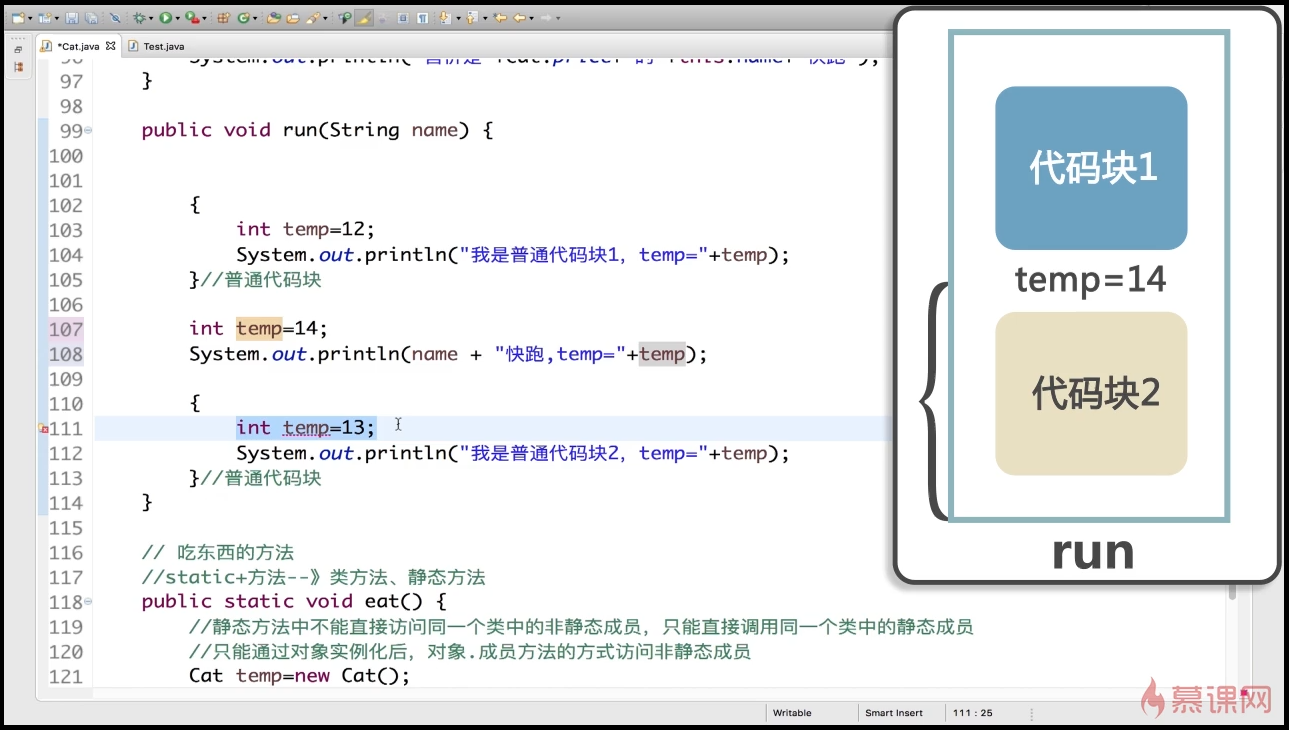 *Cat.java
Test.java
97 }
98
99 public void run(String name) {
100
101
102 {
103 int temp=12;
104 System.out.println("我是普通代码块1，temp="+temp);
105 }//普通代码块
106
107 int temp=14;
108 System.out.println(name + "快跑,temp="+temp);
109
110 {
111 int temp=13;
112 System.out.println("我是普通代码块2，temp="+temp);
113 }//普通代码块
114 }
115
116 // 吃东西的方法
117 //static+方法--》类方法、静态方法
118 public static void eat() {
119 //静态方法中不能直接访问同一个类中的非静态成员，只能直接调用同一个类中的静态成员
120 //只能通过对象实例化后，对象.成员方法的方式访问非静态成员
121 Cat temp=new Cat();
代码块1
temp=14
代码块2
run
Writable
Smart Insert
111 : 25
慕课网